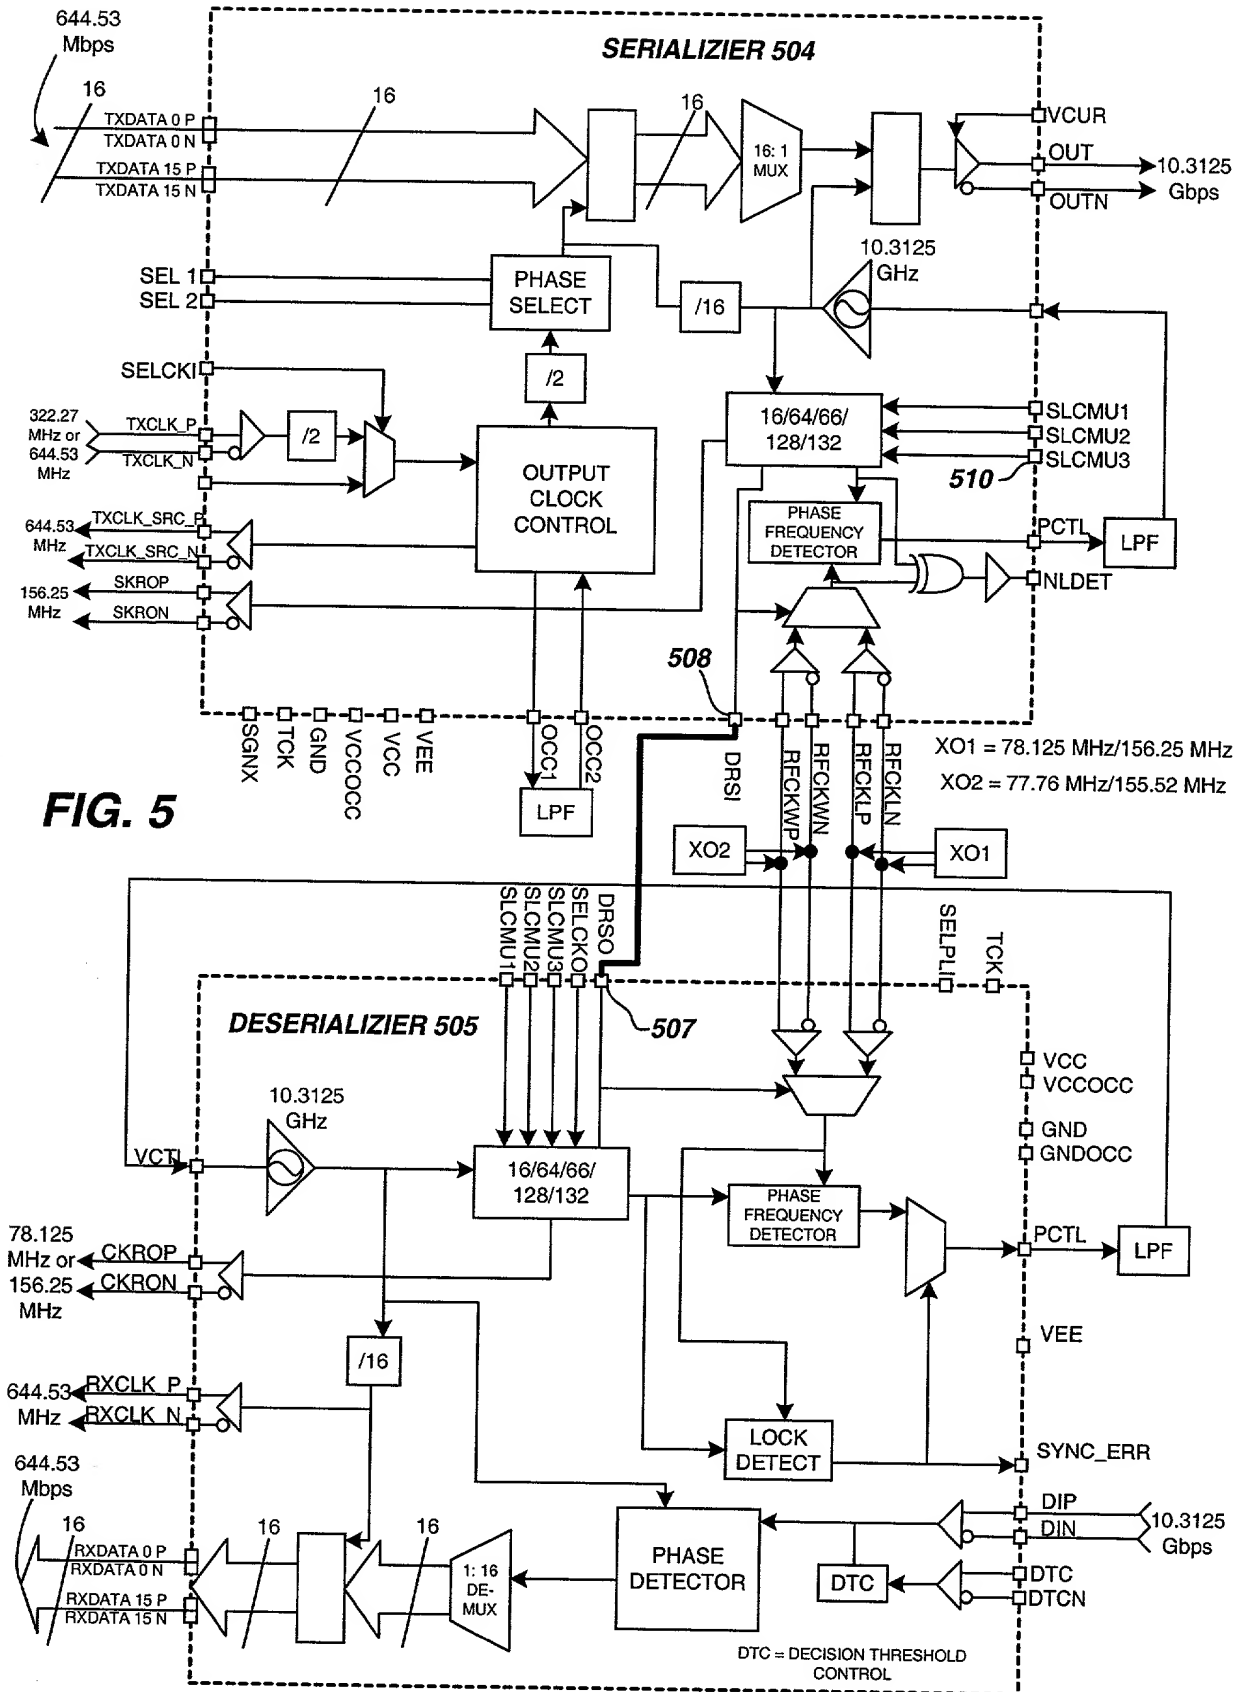 644.53
Mbps
SERIALIZIER 504
16
16
16
TXDATA 0 P
TXDATA 0 N
TXDATA 15 P
TXDATA 15 N
16: 1
MUX
VCUR
OUT
OUTN
10.3125
Gbps
10.3125
GHz
SEL 1
SEL 2
PHASE
SELECT
/16
/2
SELCKI
322.27
MHz or
644.53
MHz
TXCLK_P
TXCLK_N
/2
OUTPUT
CLOCK
CONTROL
16/64/66/
128/132
SLCMU1
SLCMU2
SLCMU3
510
PHASE
FREQUENCY
DETECTOR
PCTL
LPF
NLDET
644.53
MHz
TXCLK_SRC_P
TXCLK_SRC_N
156.25
MHz
SKROP
SKRON
508
SGNX
TCK
GND
VCCOCC
VCC
VEE
OCC1
OCC2
LPF
DRSI
RFCKWP
RFCKWN
RFCKLP
RFCKLN
XO1 = 78.125 MHz/156.25 MHz
XO2 = 77.76 MHz/155.52 MHz
FIG. 5
XO2
XO1
SLCMU1
SLCMU2
SLCMU3
SELCKO
DRSO
SELPLI
TCK
DESERIALIZIER 505
507
VCC
VCCOCC
GND
GNDOCC
10.3125
GHz
VCTL
16/64/66/
128/132
PHASE
FREQUENCY
DETECTOR
PCTL
LPF
78.125
MHz or
156.25
MHz
CKROP
CKRON
VEE
/16
644.53
MHz
RXCLK_P
RXCLK_N
LOCK
DETECT
SYNC_ERR
644.53
Mbps
16
16
16
RXDATA 0 P
RXDATA 0 N
RXDATA 15 P
RXDATA 15 N
1: 16
DE-
MUX
PHASE
DETECTOR
DIP
DIN
10.3125
Gbps
DTC
DTC
DTCN
DTC = DECISION THRESHOLD
CONTROL